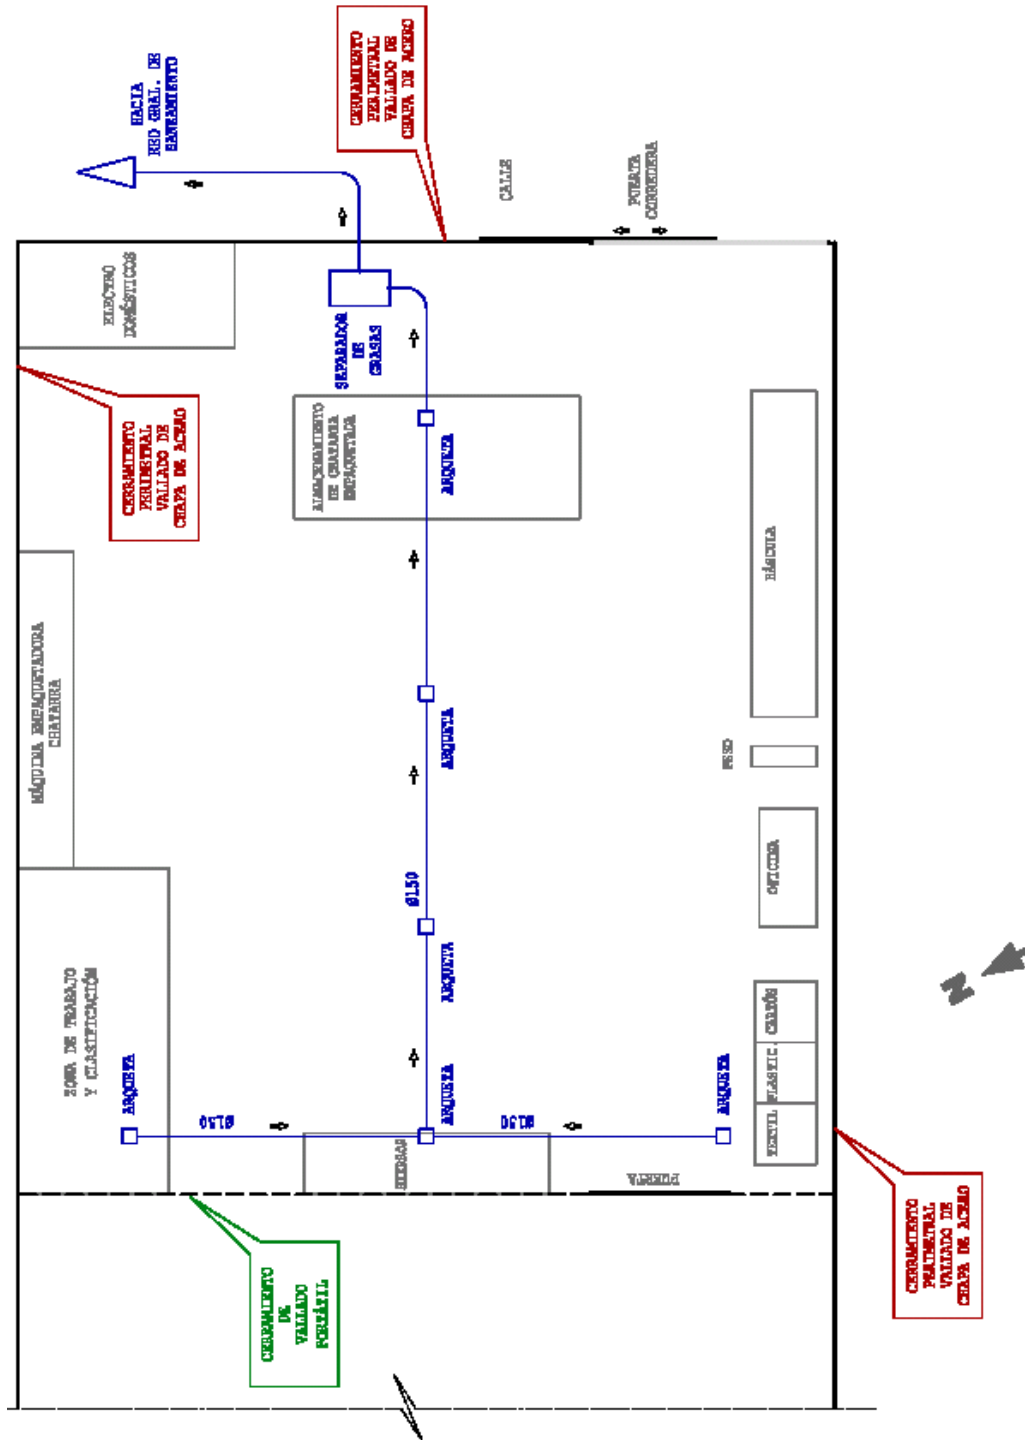 HACIA
RED GRAL. DE
SANEAMIENTO
CERRAMIENTO
PERIMETRAL
VALLADO DE
CHAPA DE ACERO
CALLE
PUERTA
CORREDERA
ELECTRO
DOMÉSTICOS
SEPARADOR
DE
GRASAS
CERRAMIENTO
PERIMETRAL
VALLADO DE
CHAPA DE ACERO
ALMACENAMIENTO
DE CHATARRA
EMPAQUETADA
ARQUETA
MÁQUINA EMPAQUETADORA
CHATARRA
BÁSCULA
ARQUETA
PESO
OFICINA
Ø150
ARQUETA
ZONA DE TRABAJO
Y CLASIFICACIÓN
CARTÓN
PLASTIC.
TEXTIL
ARQUETA
ARQUETA
ARQUETA
Ø150
Ø150
HIERROS
PUERTA
N
CERRAMIENTO
DE
VALLADO
PORTÁTIL
CERRAMIENTO
PERIMETRAL
VALLADO DE
CHAPA DE ACERO